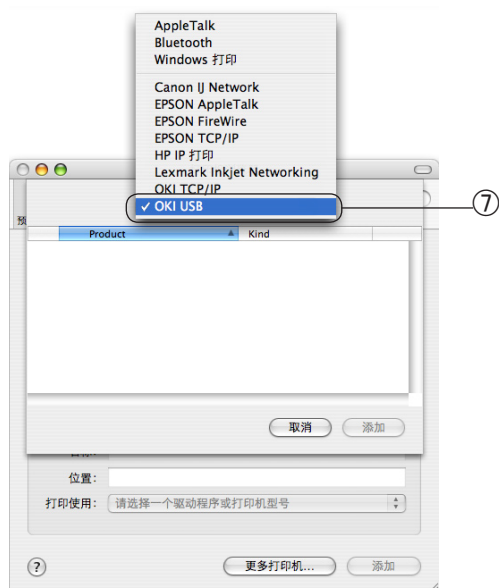 AppleTalk
Bluetooth
Windows 打印
Canon IJ Network
EPSON AppleTalk
EPSON FireWire
EPSON TCP/IP
HP IP 打印
Lexmark Inkjet Networking
OKI TCP/IP
✓ OKI USB
⑦
预
Product Kind
取消 添加
名称:
位置:
打印使用: 请选择一个驱动程序或打印机型号
? 更多打印机... 添加